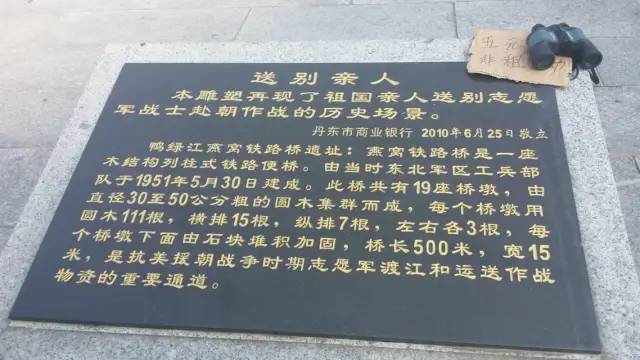 送别亲人
本雕塑再现了祖国亲人送别志愿
军战士赴朝作战的历史场景。
丹东市商业银行 2010年6月25日敬立
鸭绿江燕窝铁路桥遗址：燕窝铁路桥是一座
木结构列柱式铁路便桥。由当时东北军区工兵部
队于1951年5月30日建成。此桥共有19座桥墩，由
直径30至50公分粗的圆木集群而成，每个桥墩用
圆木111根，横排15根，纵排7根，左右各3根，每
个桥墩下面由石块堆积加固，桥长500米，宽15
米，是抗美援朝战争时期志愿军渡江和运送作战
物资的重要通道。
五元
非租